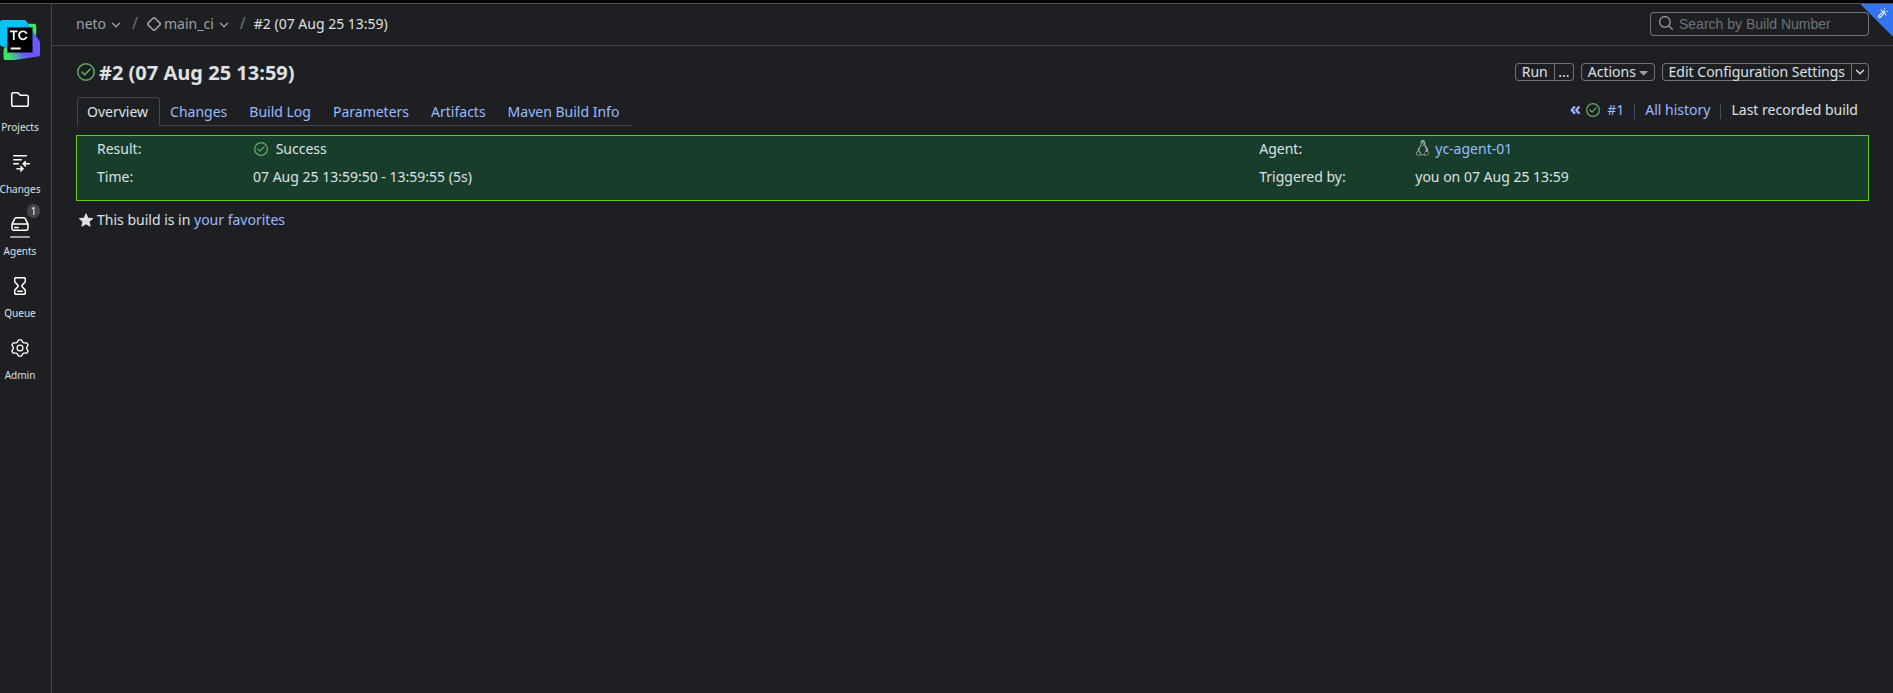 neto / main_ci / #2 (07 Aug 25 13:59) Search by Build Number
TC
#2 (07 Aug 25 13:59) Run ... Actions Edit Configuration Settings
Overview Changes Build Log Parameters Artifacts Maven Build Info « #1 All history Last recorded build
Result: Success Agent: yc-agent-01
Time: 07 Aug 25 13:59:50 - 13:59:55 (5s) Triggered by: you on 07 Aug 25 13:59
This build is in your favorites
Projects
Changes
1
Agents
Queue
Admin